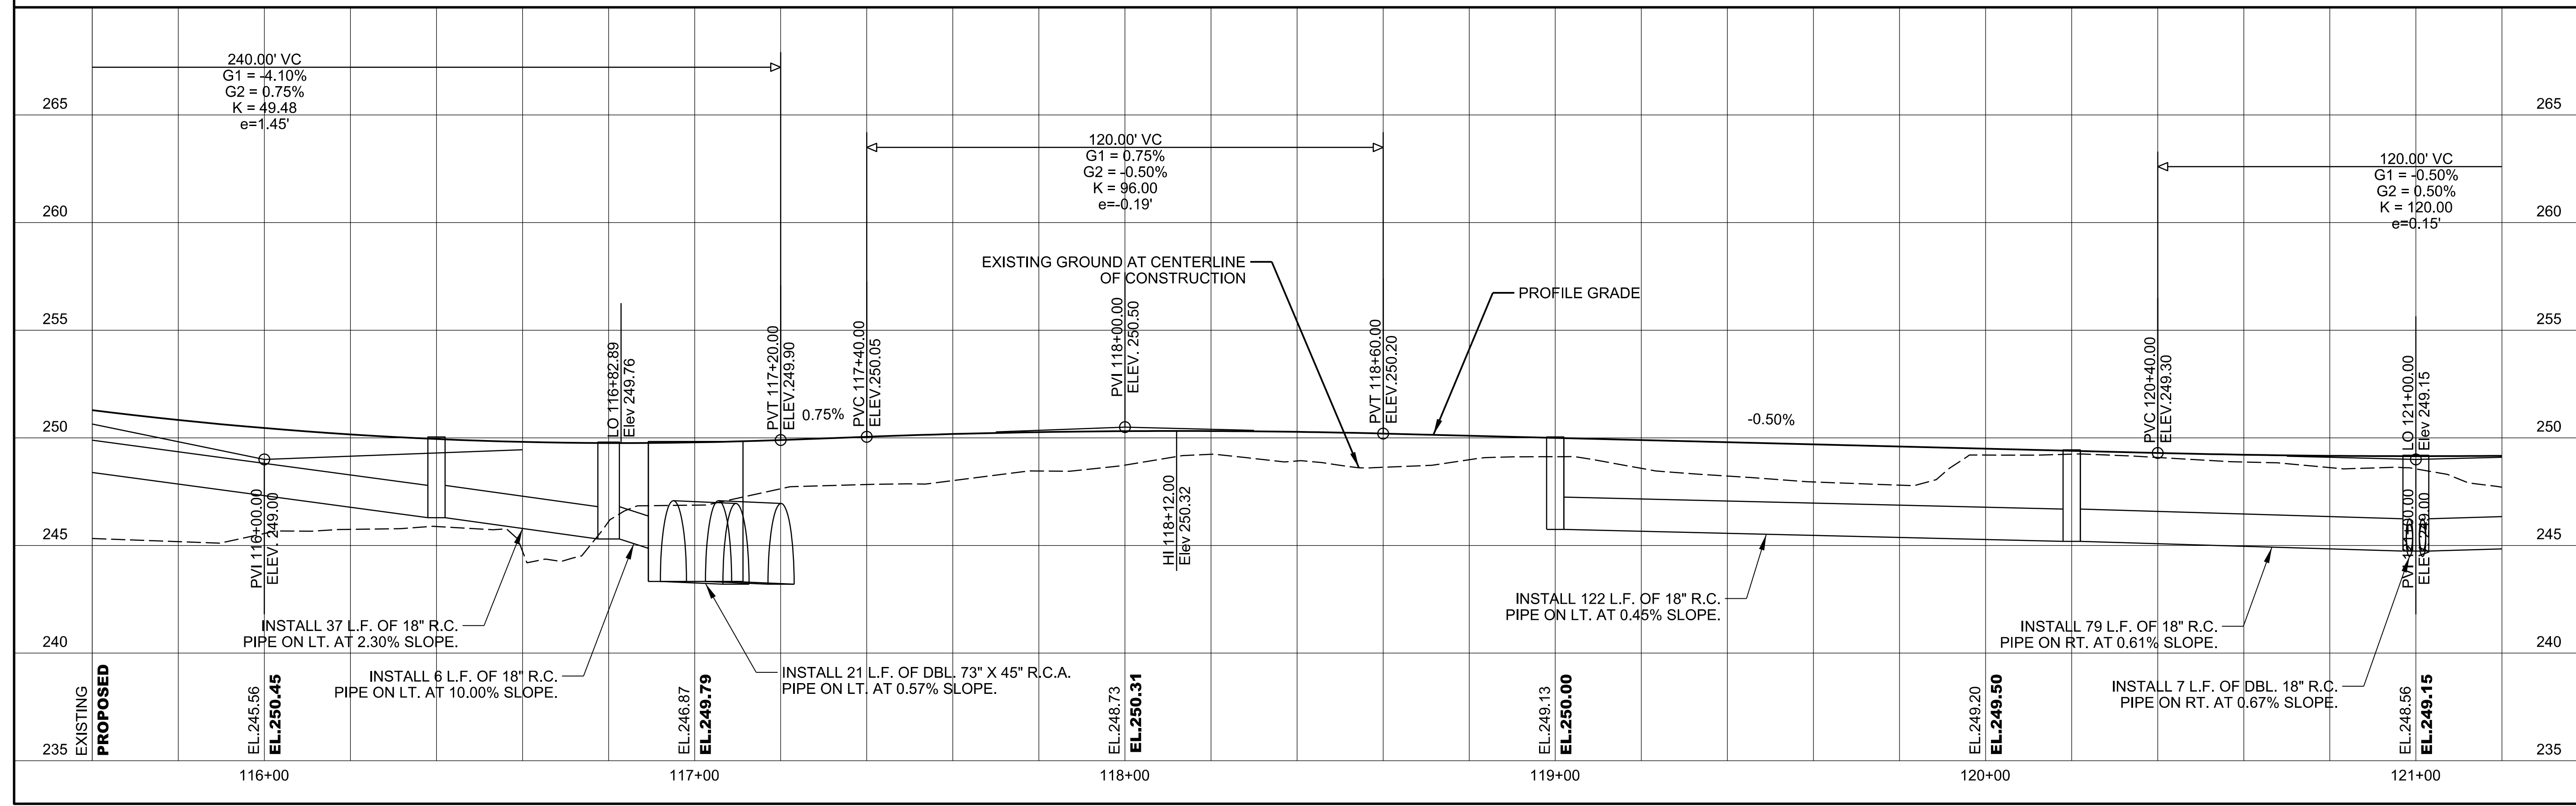 240.00' VC
G1 = -4.10%
G2 = 0.75%
K = 49.48
e=1.45'
120.00' VC
G1 = 0.75%
G2 = -0.50%
K = 96.00
e=-0.19'
120.00' VC
G1 = -0.50%
G2 = 0.50%
K = 120.00
e=0.15'
265
265
260
260
255
255
250
250
245
245
240
240
235
235
EXISTING GROUND AT CENTERLINE
OF CONSTRUCTION
PROFILE GRADE
LO 116+82.89
Elev 249.76
PVT 117+20.00
ELEV.249.90
0.75%
PVC 117+40.00
ELEV.250.05
PVI 118+00.00
ELEV. 250.50
PVT 118+60.00
ELEV.250.20
-0.50%
PVC 120+40.00
ELEV.249.30
LO 121+00.00
Elev 249.15
PVI 116+00.00
ELEV. 249.00
HI 118+12.00
Elev 250.32
PVI 121+00.00
ELEV. 249.00
INSTALL 37 L.F. OF 18" R.C.
PIPE ON LT. AT 2.30% SLOPE.
INSTALL 6 L.F. OF 18" R.C.
PIPE ON LT. AT 10.00% SLOPE.
INSTALL 21 L.F. OF DBL. 73" X 45" R.C.A.
PIPE ON LT. AT 0.57% SLOPE.
INSTALL 122 L.F. OF 18" R.C.
PIPE ON LT. AT 0.45% SLOPE.
INSTALL 79 L.F. OF 18" R.C.
PIPE ON RT. AT 0.61% SLOPE.
INSTALL 7 L.F. OF DBL. 18" R.C.
PIPE ON RT. AT 0.67% SLOPE.
EXISTING
PROPOSED
EL.245.56
EL.250.45
EL.246.87
EL.249.79
EL.248.73
EL.250.31
EL.249.13
EL.250.00
EL.249.20
EL.249.50
EL.248.56
EL.249.15
116+00
117+00
118+00
119+00
120+00
121+00